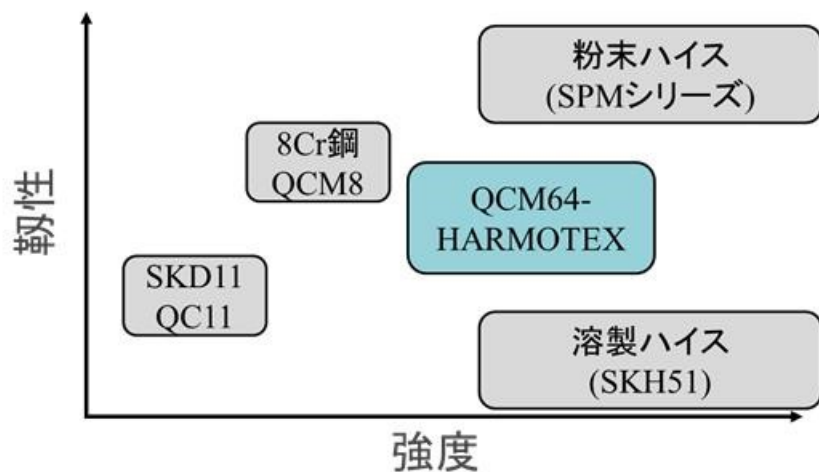 粉末ハイス
(SPMシリーズ)
8Cr鋼
QCM8
QCM64-
HARMOTEX
靱性
SKD11
QC11
溶製ハイス
(SKH51)
強度